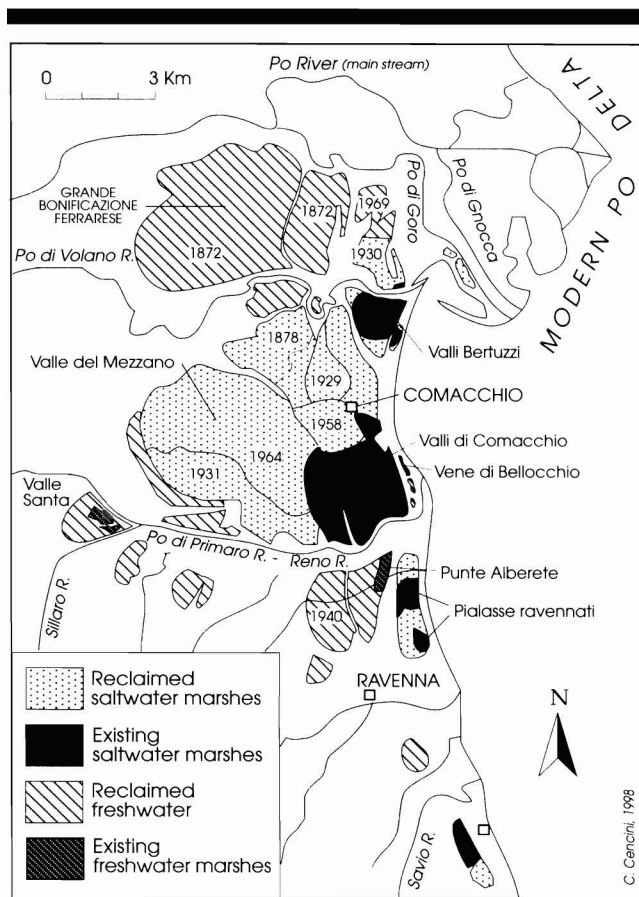 0 3 Km
Po River (main stream)
DELTA
MODERN PO
Po di Goro
Po di Gnocca
GRANDE
BONIFICAZIONE
FERRARESE
1872
1872
1969
1930
Po di Volano R.
Valle del Mezzano
1878
1929
Valli Bertuzzi
COMACCHIO
1958
1964
1931
Valli di Comacchio
Vene di Bellocchio
Valle
Santa
Po di Primaro R. - Reno R.
Sillaro R.
1940
Punte Alberete
Pialasse ravennati
RAVENNA
N
Savio R.
Reclaimed
saltwater marshes
Existing
saltwater marshes
Reclaimed
freshwater
Existing
freshwater marshes
C. Cencini, 1998